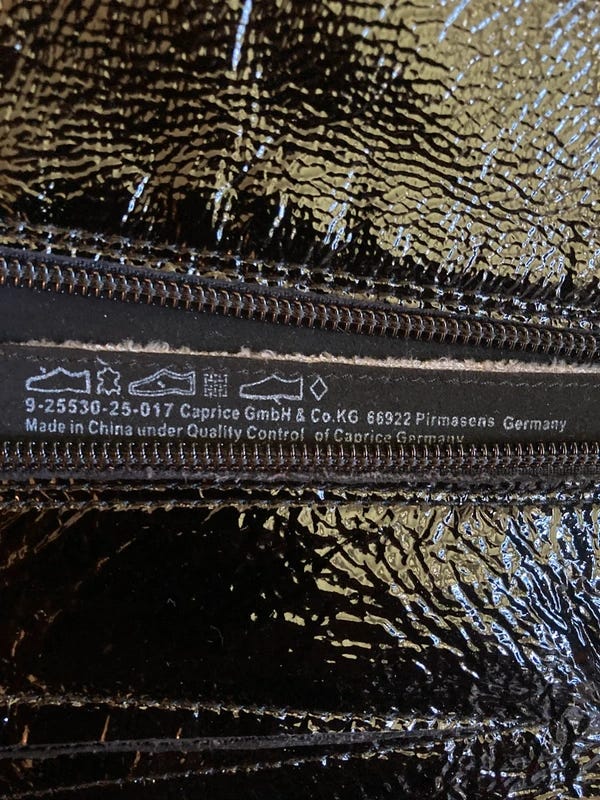 9-25530-25-017 Caprice GmbH & Co.KG 66922 Pirmasens Germany
Made in China under Quality Control of Caprice Germany